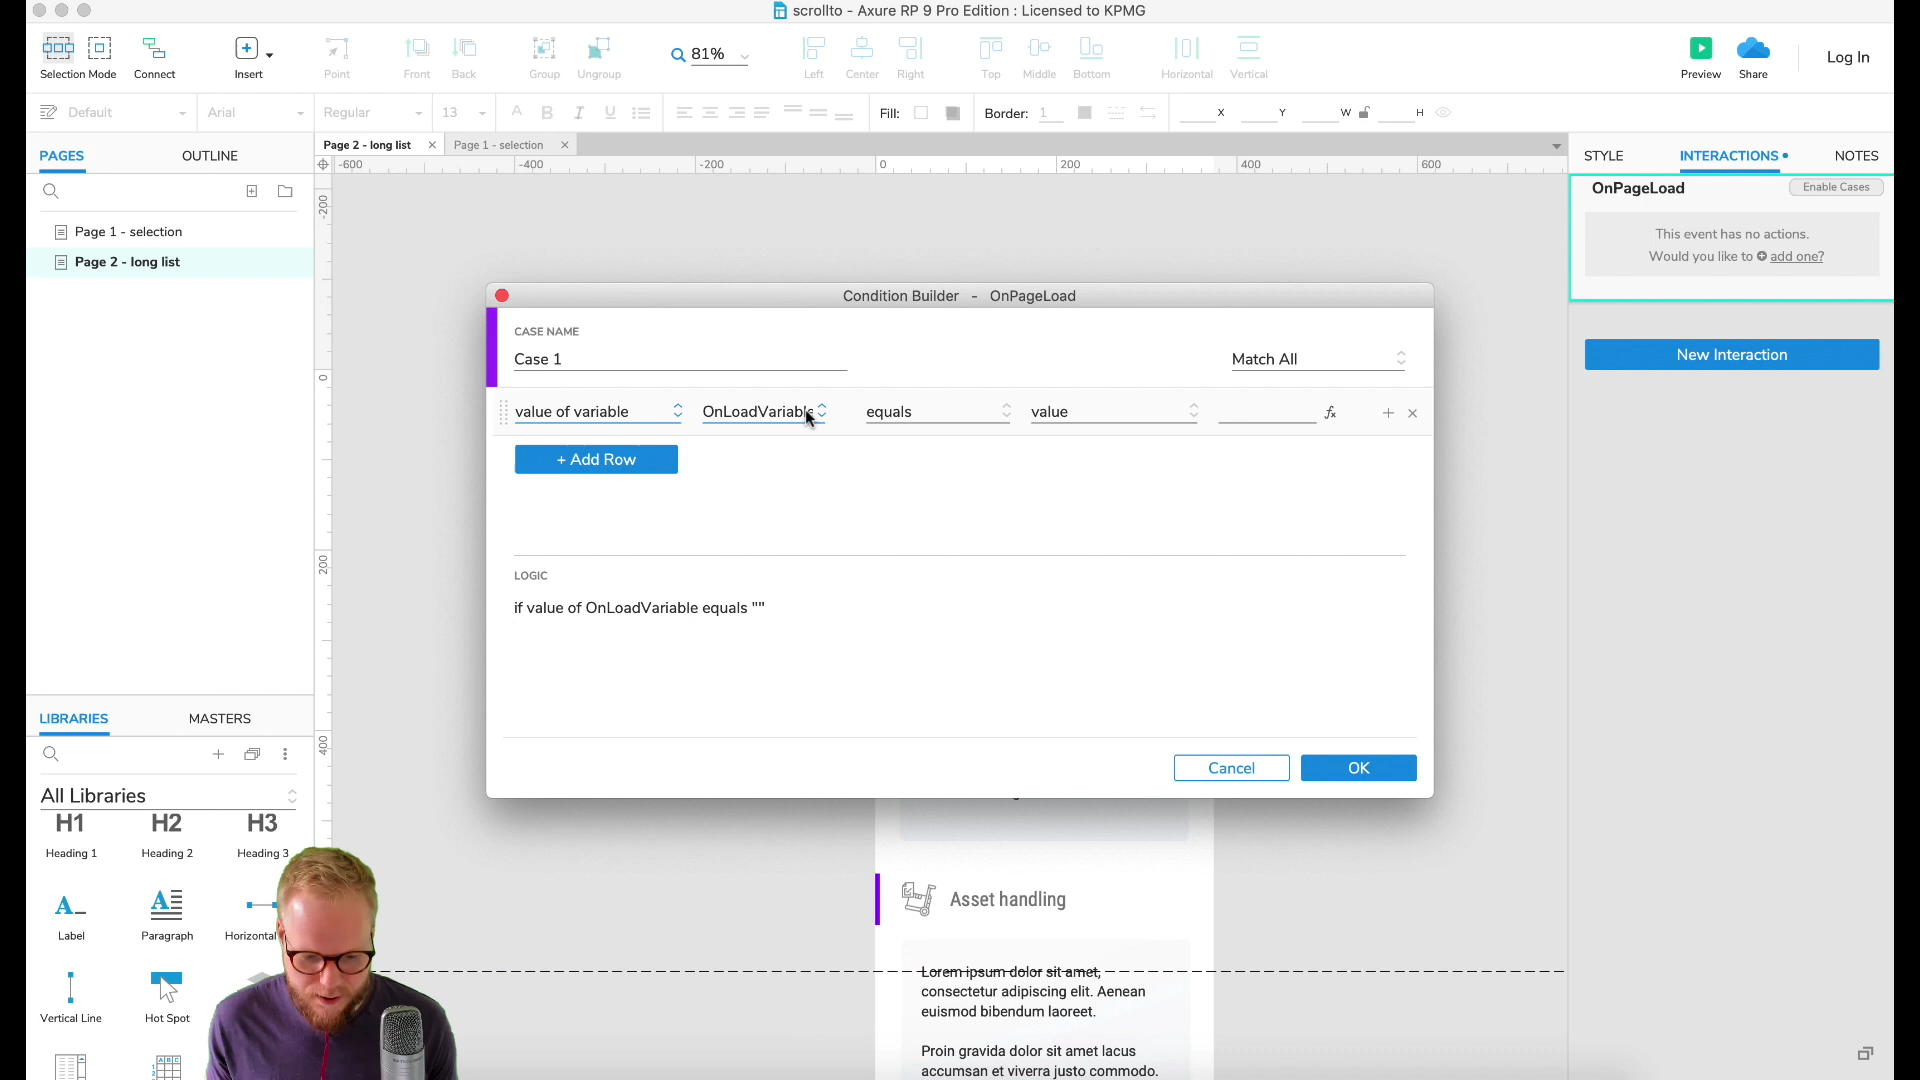 scrollto - Axure RP 9 Pro Edition : Licensed to KPMG
Selection Mode
Connect
Insert
Point
Front
Back
Group
Ungroup
81%
Left
Center
Right
Top
Middle
Bottom
Horizontal
Vertical
Preview
Share
Log In
Default
Arial
Regular
13
Fill:
Border: 1
X
Y
W
H
PAGES
OUTLINE
Page 1 - selection
Page 2 - long list
Page 2 - long list
Page 1 - selection
-600
-400
-200
0
200
400
600
-200
0
200
400
STYLE
INTERACTIONS
NOTES
OnPageLoad
Enable Cases
This event has no actions.
Would you like to add one?
New Interaction
Condition Builder - OnPageLoad
CASE NAME
Case 1
Match All
value of variable
OnLoadVariable
equals
value
fx
+ Add Row
LOGIC
if value of OnLoadVariable equals ""
Cancel
OK
LIBRARIES
MASTERS
All Libraries
H1
H2
H3
Heading 1
Heading 2
Heading 3
A
A
Label
Paragraph
Horizontal
Vertical Line
Hot Spot
A B C
1
2
Asset handling
Lorem ipsum dolor sit amet,
consectetur adipiscing elit. Aenean
euismod bibendum laoreet.
Proin gravida dolor sit amet lacus
accumsan et viverra justo commodo.